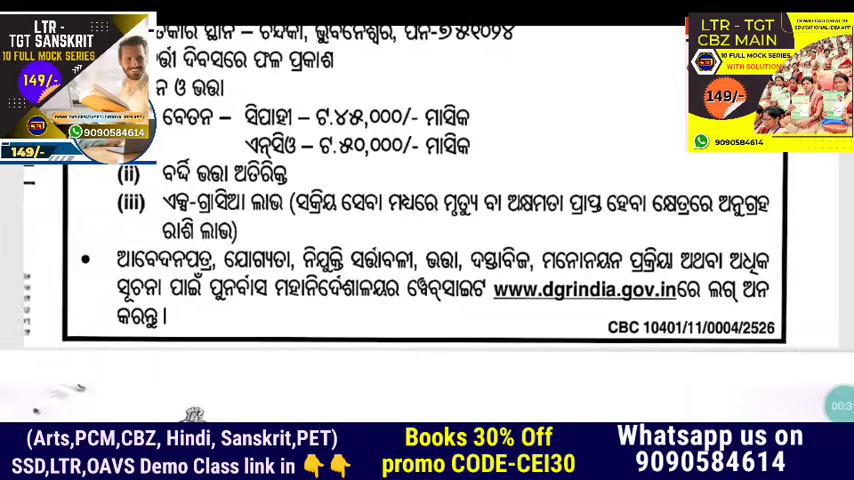 LTR -
TGT SANSKRIT
10 FULL MOCK SERIES
149/-
9090584614
149/-
ଚନ୍ଦକା, ଭୁବନେଶ୍ୱର, ପିନ-୭୫୧୦୨୪
ଦିବସରେ ଫଳ ପ୍ରକାଶ
ନ ଓ ଭତ୍ତା
ବେତନ – ସିପାହୀ – ଟ.୪୫,୦୦୦/- ମାସିକ
ଏନ୍‌ସିଓ – ଟ.୫୦,୦୦୦/- ମାସିକ
(ii) ବର୍ଦ୍ଦି ଭତ୍ତା ଅତିରିକ୍ତ
(iii) ଏକ୍ସ-ଗ୍ରାସିଆ ଲାଭ (ସକ୍ରିୟ ସେବା ମଧ୍ୟରେ ମୃତ୍ୟୁ ବା ଅକ୍ଷମତା ପ୍ରାପ୍ତ ହେବା କ୍ଷେତ୍ରରେ ଅନୁଗ୍ରହ
ରାଶି ଲାଭ)
• ଆବେଦନପତ୍ର, ଯୋଗ୍ୟତା, ନିଯୁକ୍ତି ସର୍ତ୍ତାବଳୀ, ଭତ୍ତା, ଦସ୍ତାବିଜ, ମନୋନୟନ ପ୍ରକ୍ରିୟା ଅଥବା ଅଧିକ
ସୂଚନା ପାଇଁ ପୁନର୍ବାସ ମହାନିର୍ଦେଶାଳୟର ୱେବ୍‌ସାଇଟ www.dgrindia.gov.inରେ ଲଗ୍ ଅନ
କରନ୍ତୁ।
CBC 10401/11/0004/2526
LTR - TGT
CBZ MAIN
10 FULL MOCK SERIES
WITH SOLUTION
149/-
9090584614
(Arts,PCM,CBZ, Hindi, Sanskrit,PET)
SSD,LTR,OAVS Demo Class link in 👇👇
Books 30% Off
promo CODE-CEI30
Whatsapp us on
9090584614